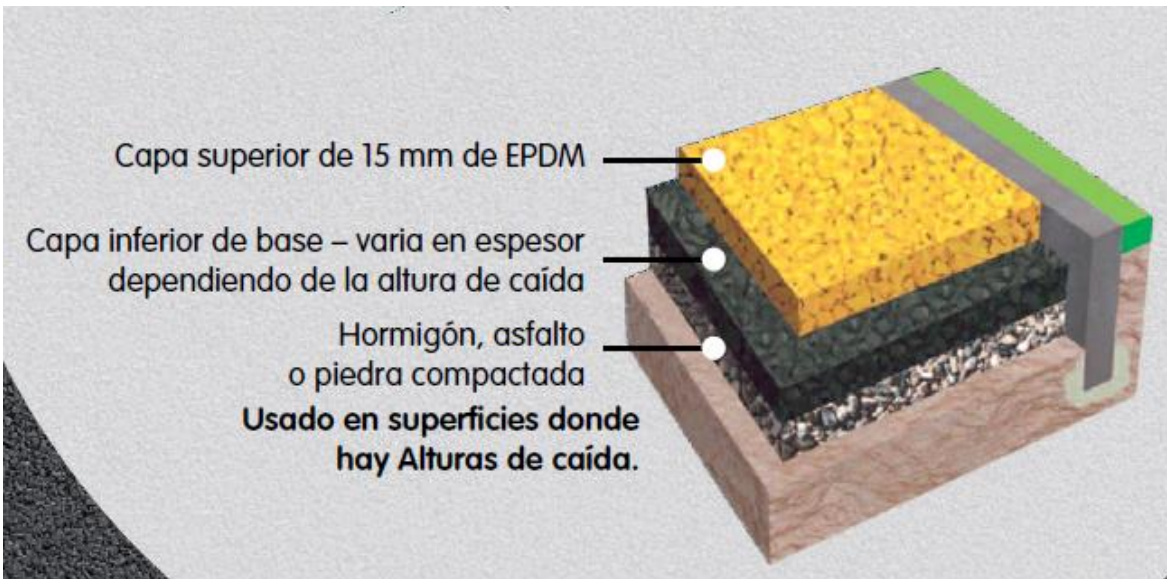 Capa superior de 15 mm de EPDM
Capa inferior de base – varia en espesor
dependiendo de la altura de caída
Hormigón, asfalto
o piedra compactada
Usado en superficies donde
hay Alturas de caída.